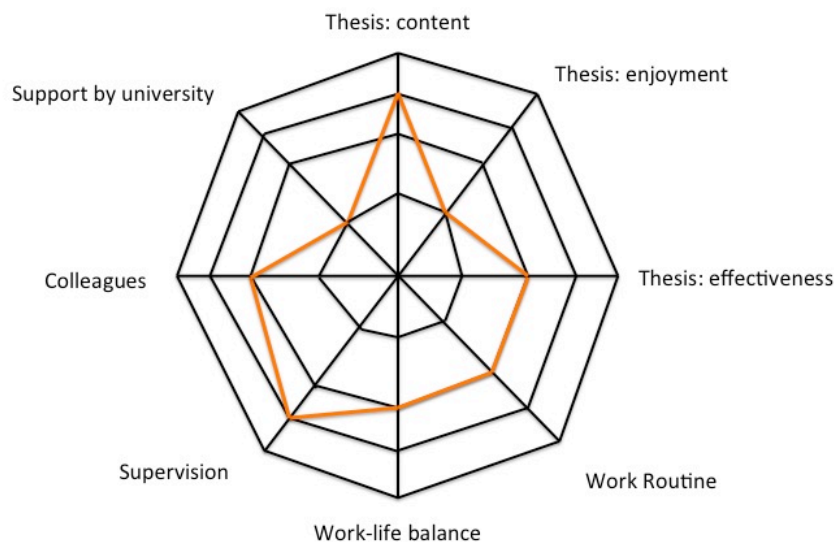 Thesis: content
Thesis: enjoyment
Support by university
Colleagues
Thesis: effectiveness
Supervision
Work Routine
Work-life balance